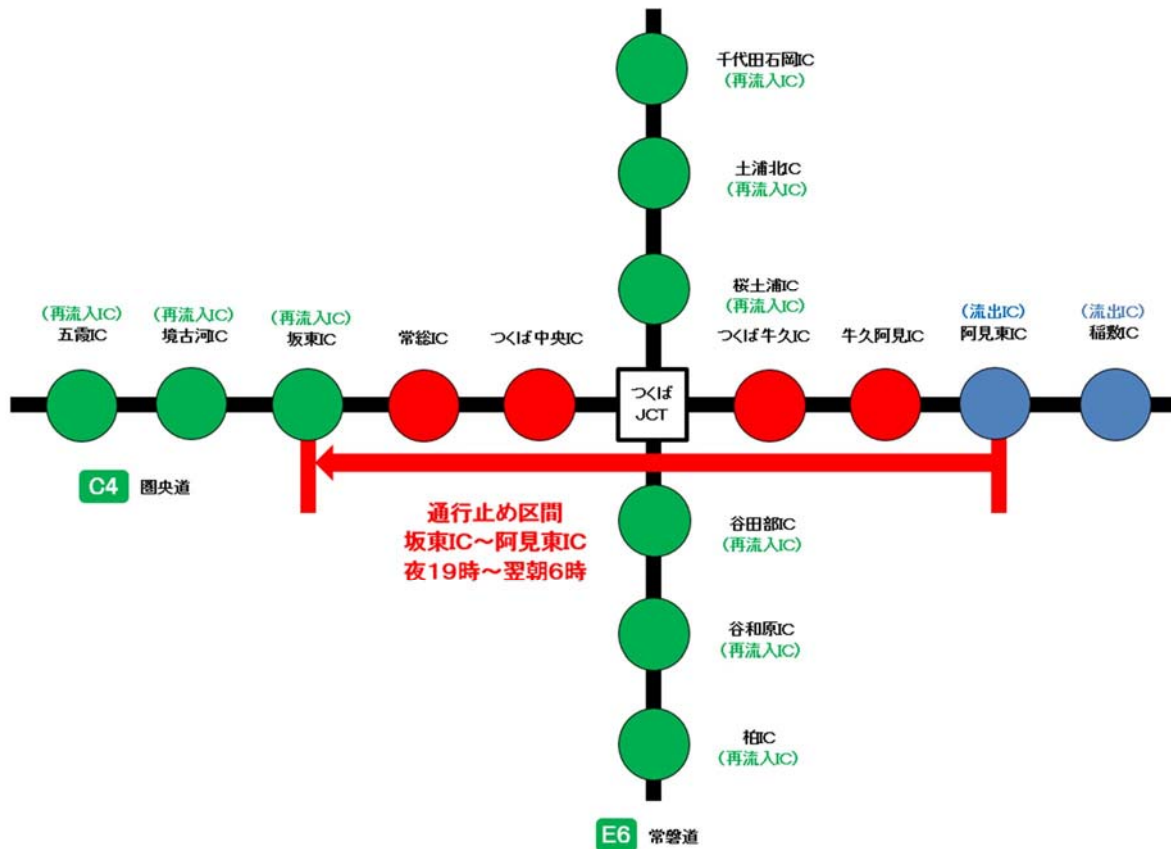 千代田石岡IC
(再流入IC)
土浦北IC
(再流入IC)
桜土浦IC
(再流入IC)
(再流入IC)
五霞IC
(再流入IC)
境古河IC
(再流入IC)
坂東IC
常総IC
つくば中央IC
つくば
JCT
つくば牛久IC
牛久阿見IC
(流出IC)
阿見東IC
(流出IC)
稲敷IC
C4 圏央道
通行止め区間
坂東IC～阿見東IC
夜19時～翌朝6時
谷田部IC
(再流入IC)
谷和原IC
(再流入IC)
柏IC
(再流入IC)
E6 常磐道